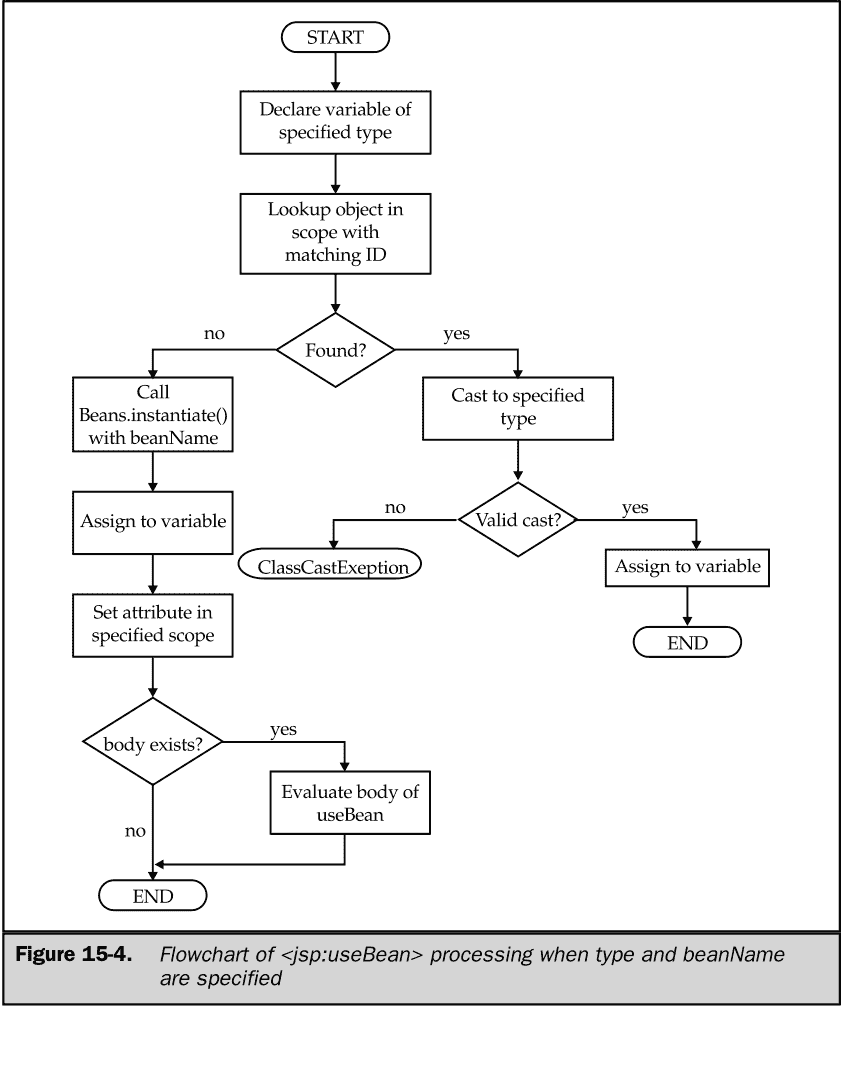 START
Declare variable of
specified type
Lookup object in
scope with
matching ID
Found?
no
yes
Call
Beans.instantiate()
with beanName
Cast to specified
type
Assign to variable
Valid cast?
no
yes
ClassCastExeption
Assign to variable
END
Set attribute in
specified scope
body exists?
yes
Evaluate body of
useBean
no
END
Figure 15-4. Flowchart of <jsp:useBean> processing when type and beanName
are specified